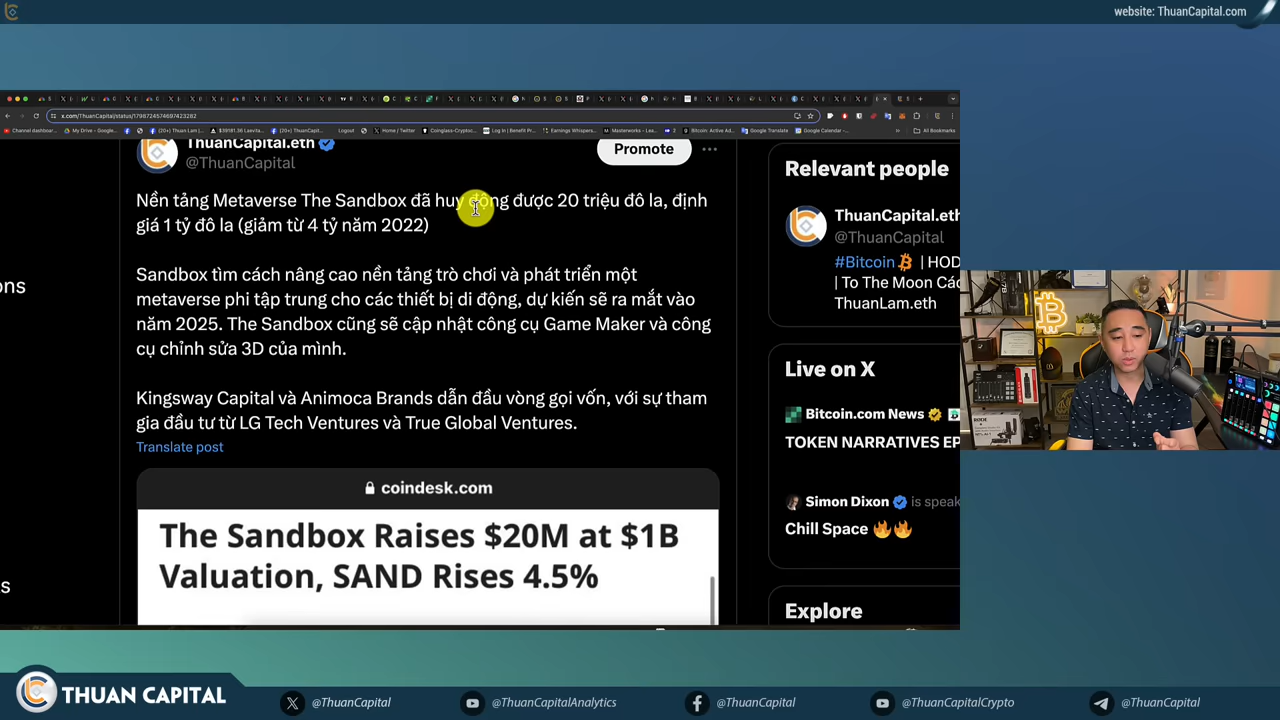 website: ThuanCapital.com
x.com/ThuanCapital/status/1798724574697423282
All Bookmarks
ThuanCapital.eth
@ThuanCapital
Promote
Nền tảng Metaverse The Sandbox đã huy động được 20 triệu đô la, định
giá 1 tỷ đô la (giảm từ 4 tỷ năm 2022)
Sandbox tìm cách nâng cao nền tảng trò chơi và phát triển một
metaverse phi tập trung cho các thiết bị di động, dự kiến sẽ ra mắt vào
năm 2025. The Sandbox cũng sẽ cập nhật công cụ Game Maker và công
cụ chỉnh sửa 3D của mình.
Kingsway Capital và Animoca Brands dẫn đầu vòng gọi vốn, với sự tham
gia đầu tư từ LG Tech Ventures và True Global Ventures.
Translate post
coindesk.com
The Sandbox Raises $20M at $1B
Valuation, SAND Rises 4.5%
ons
s
Relevant people
ThuanCapital.eth
@ThuanCapital
#Bitcoin | HOD
| To The Moon Các
ThuanLam.eth
Live on X
Bitcoin.com News
TOKEN NARRATIVES EP
Simon Dixon is speak
Chill Space
Explore
THUAN CAPITAL
@ThuanCapital
@ThuanCapitalAnalytics
@ThuanCapital
@ThuanCapitalCrypto
@ThuanCapital